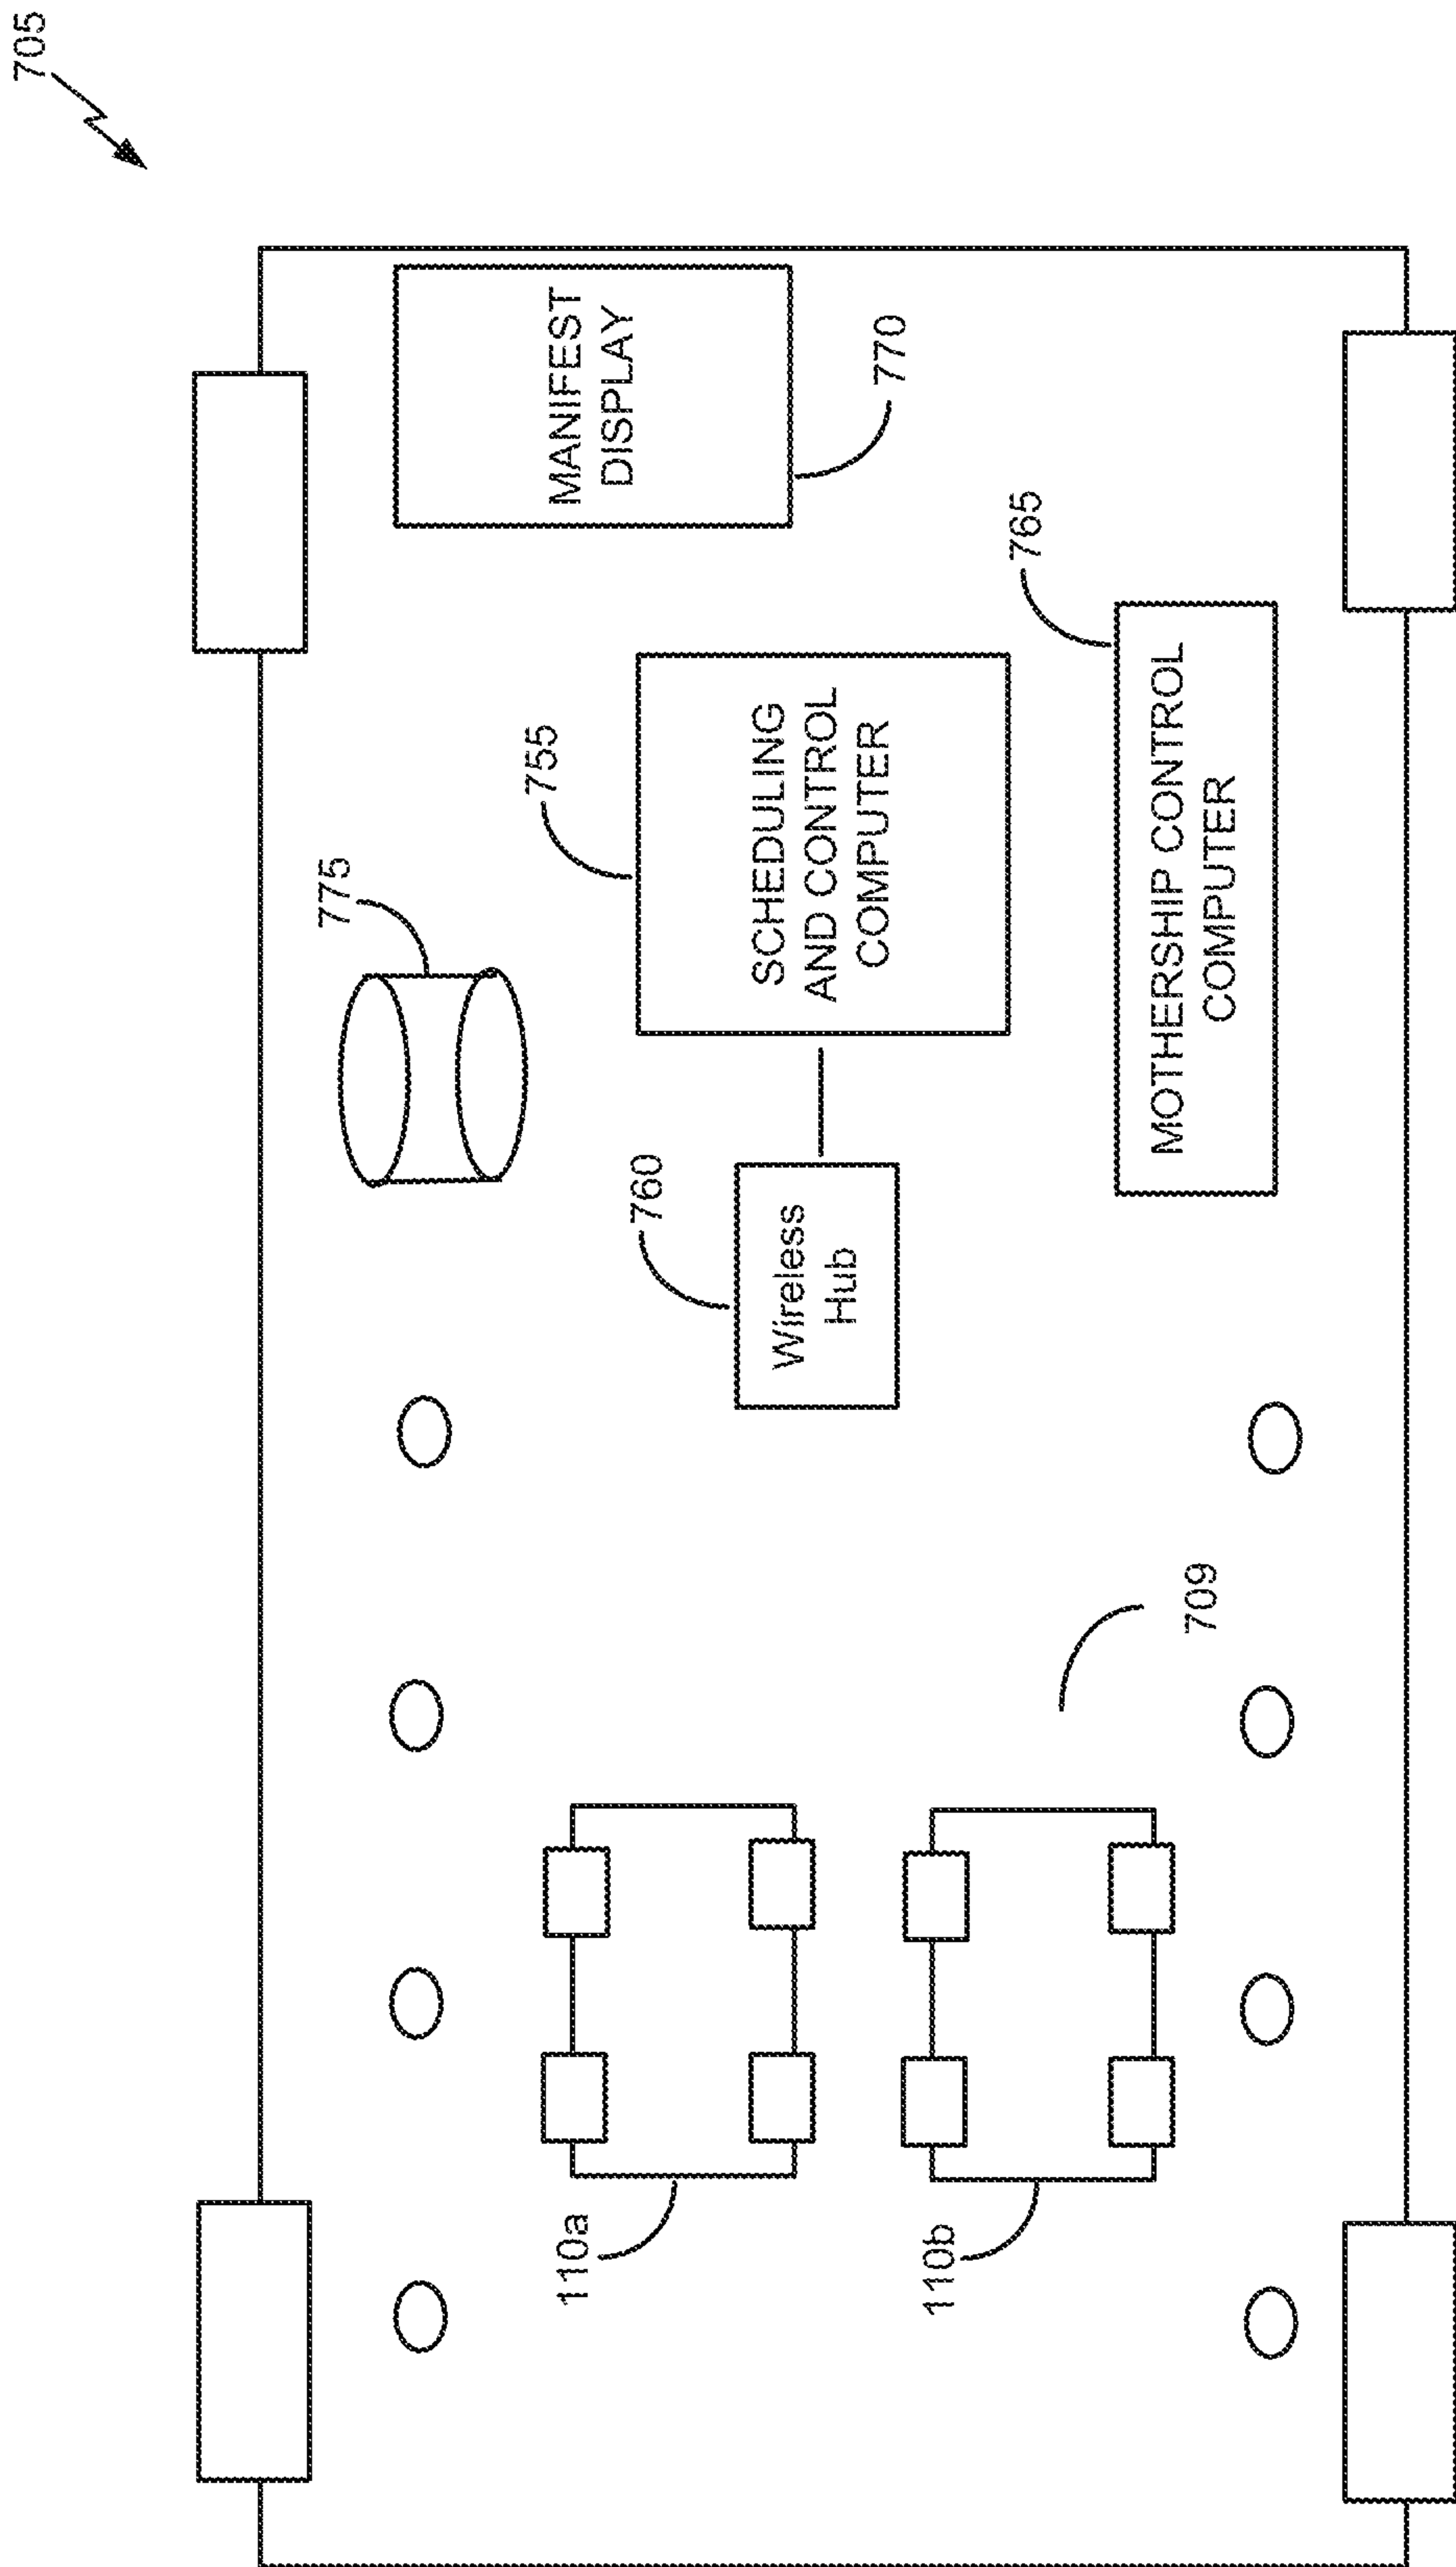 705
MANIFEST
DISPLAY
770
775
755
SCHEDULING
AND CONTROL
COMPUTER
765
MOTHERSHIP CONTROL
COMPUTER
760
Wireless
Hub
709
110a
110b